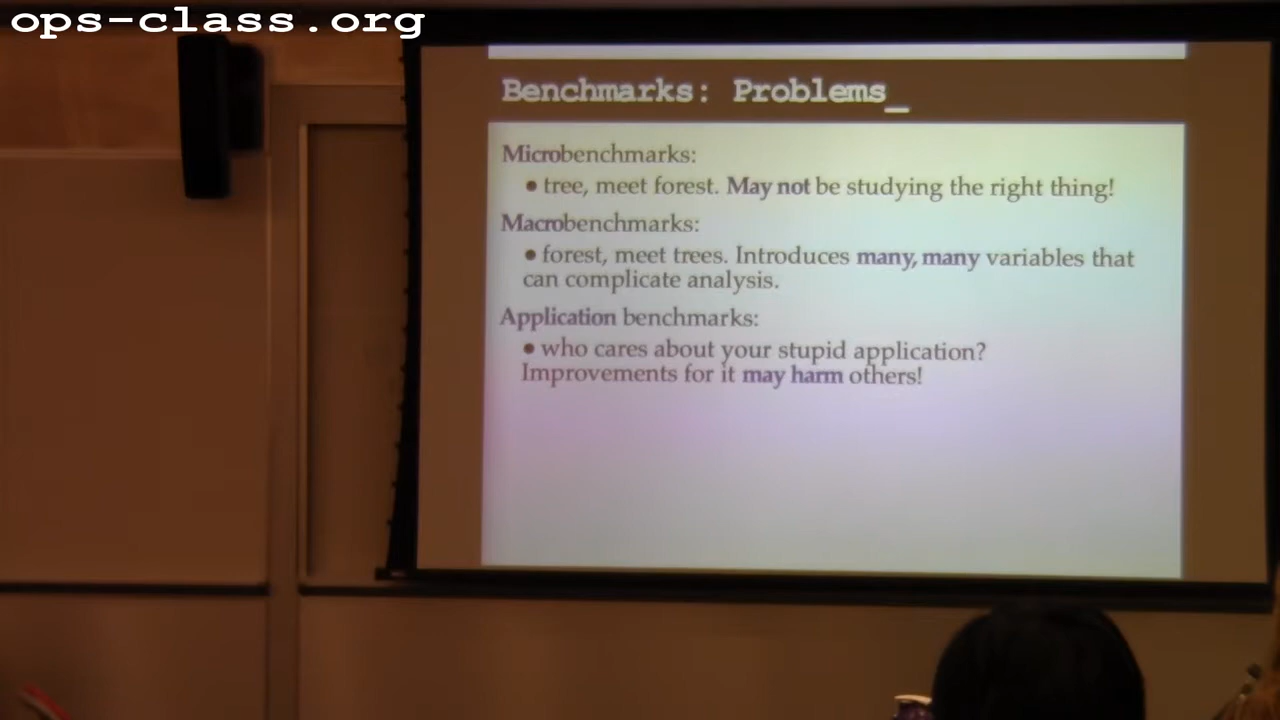 ops-class.org
Benchmarks: Problems_
Microbenchmarks:
• tree, meet forest. May not be studying the right thing!
Macrobenchmarks:
• forest, meet trees. Introduces many, many variables that
can complicate analysis.
Application benchmarks:
• who cares about your stupid application?
Improvements for it may harm others!